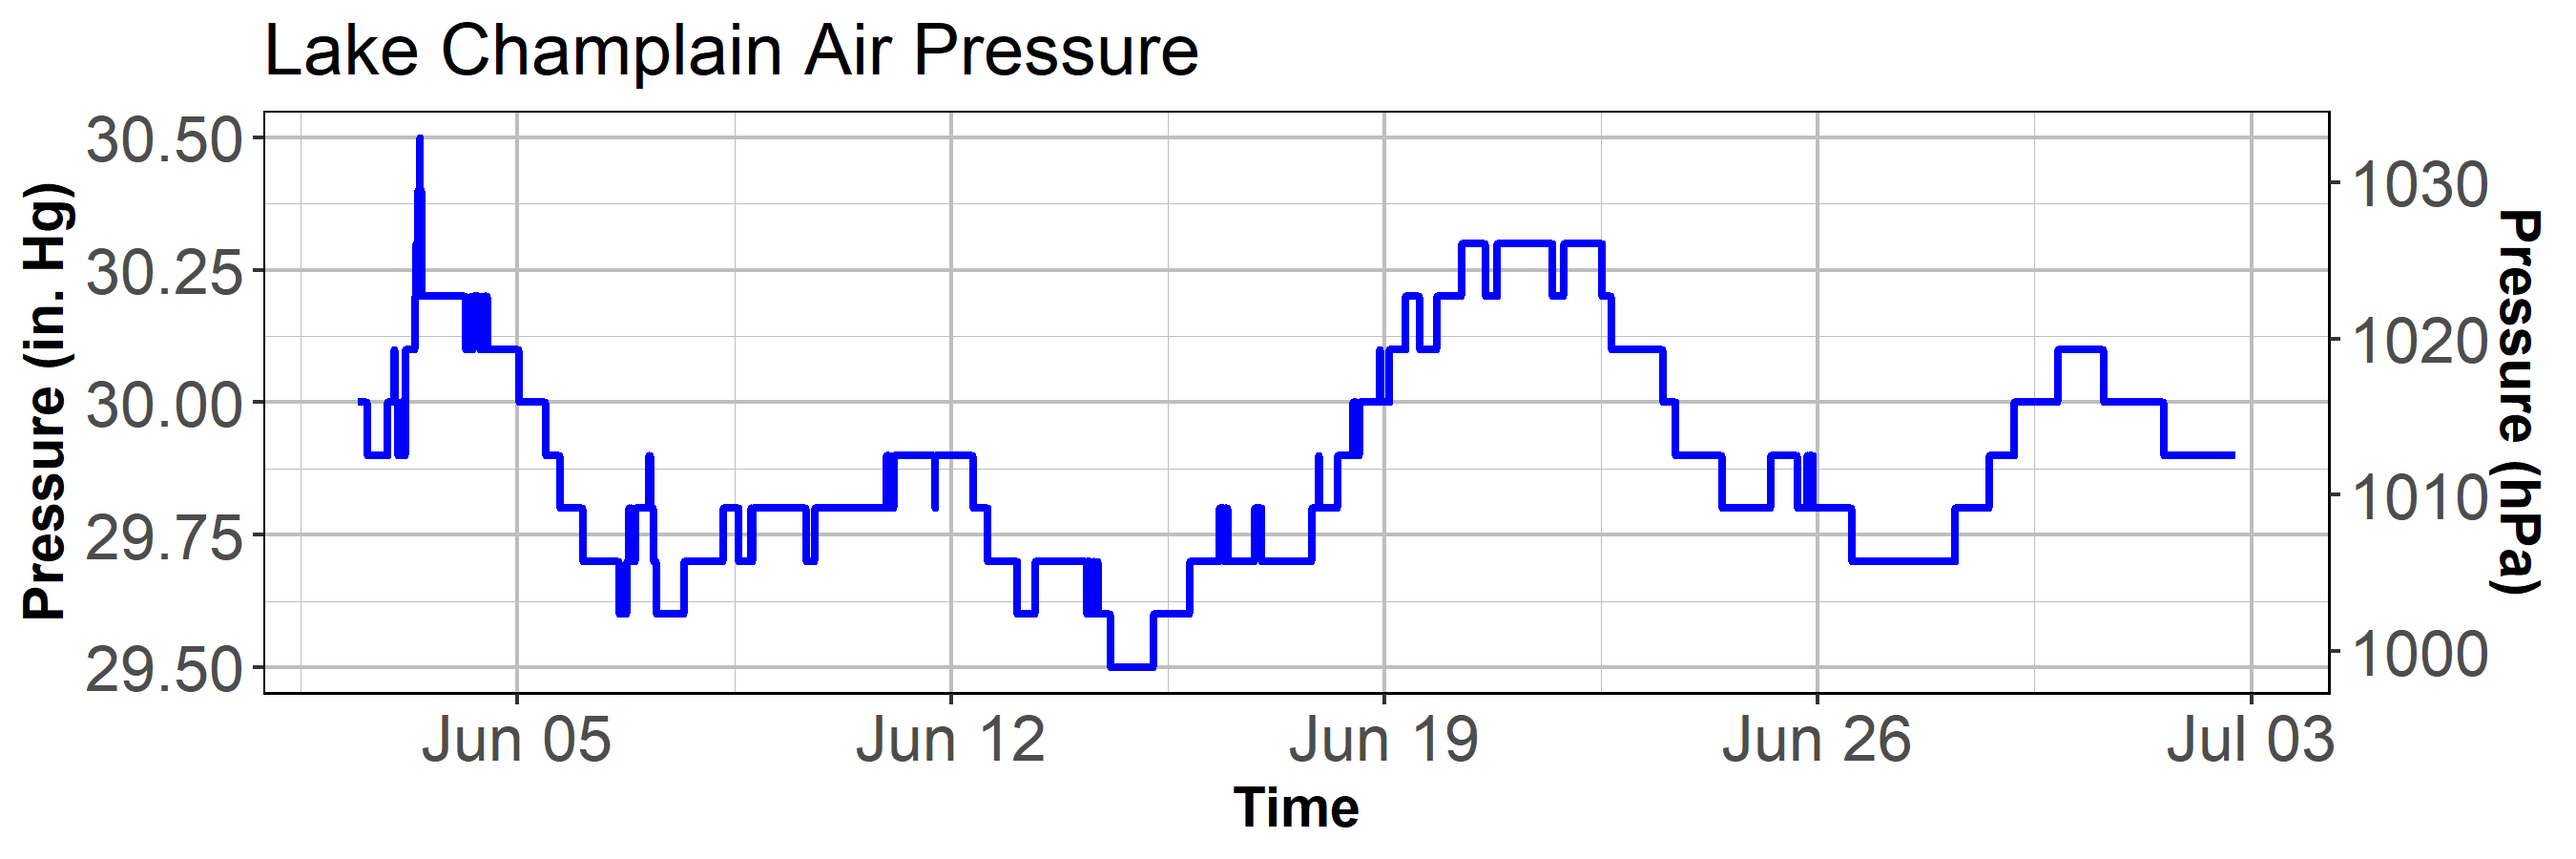 Lake Champlain Air Pressure
Pressure (in. Hg)
30.50
30.25
30.00
29.75
29.50
1030
1020
1010
1000
Pressure (hPa)
Jun 05
Jun 12
Jun 19
Jun 26
Jul 03
Time